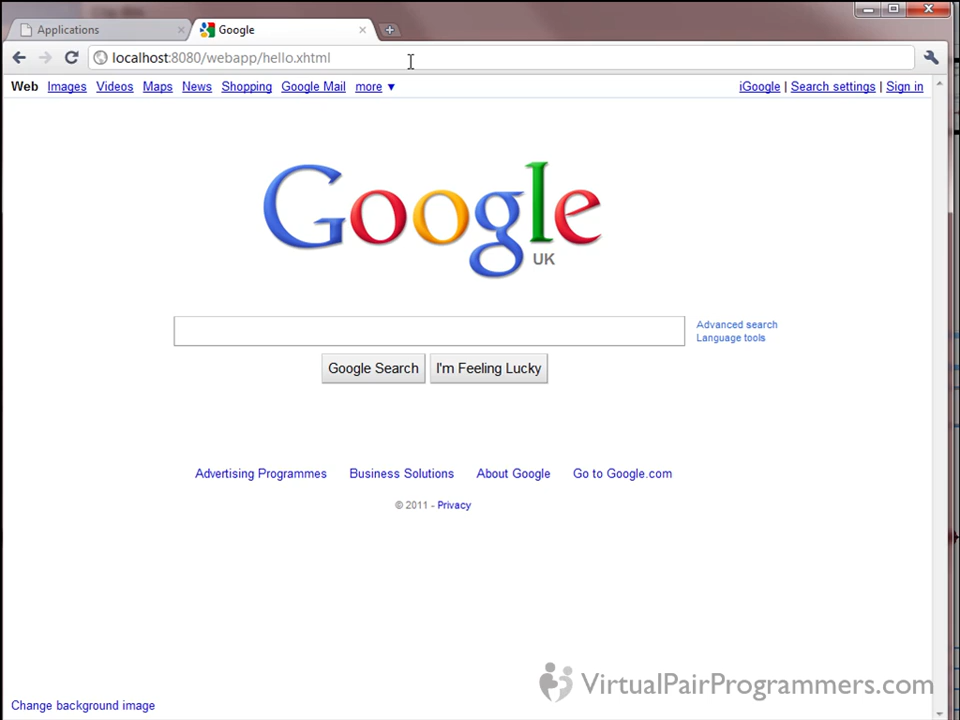 Applications
Google
localhost:8080/webapp/hello.xhtml
Web Images Videos Maps News Shopping Google Mail more ▼ iGoogle | Search settings | Sign in
Google
UK
Advanced search
Language tools
Google Search I'm Feeling Lucky
Advertising Programmes Business Solutions About Google Go to Google.com
© 2011 - Privacy
VirtualPairProgrammers.com
Change background image